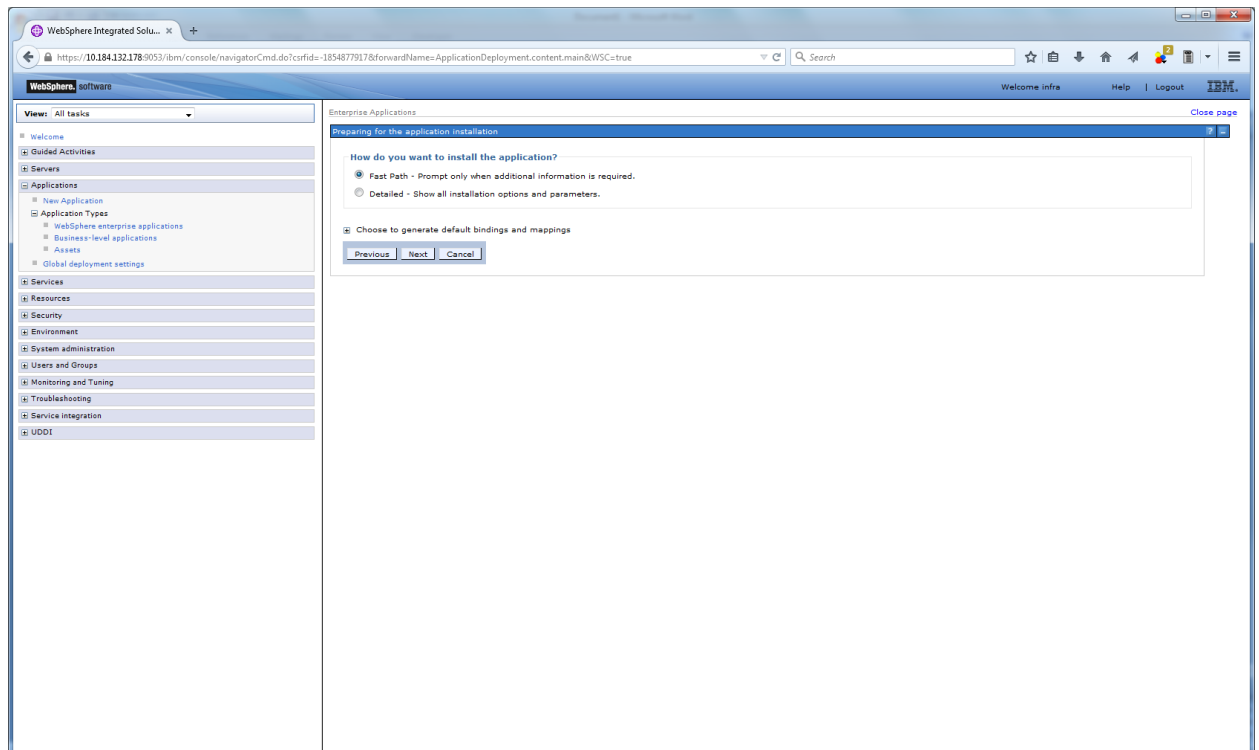 WebSphere Integrated Solu...
https://10.184.132.178:9053/ibm/console/navigatorCmd.do?csrfid=-1854877917&forwardName=ApplicationDeployment.content.main&WSC=true
Search
2
WebSphere. software
Welcome infra
Help | Logout
IBM.
View: All tasks
Welcome
Guided Activities
Servers
Applications
New Application
Application Types
WebSphere enterprise applications
Business-level applications
Assets
Global deployment settings
Services
Resources
Security
Environment
System administration
Users and Groups
Monitoring and Tuning
Troubleshooting
Service integration
UDDI
Enterprise Applications
Close page
Preparing for the application installation
?
How do you want to install the application?
Fast Path - Prompt only when additional information is required.
Detailed - Show all installation options and parameters.
Choose to generate default bindings and mappings
Previous Next Cancel